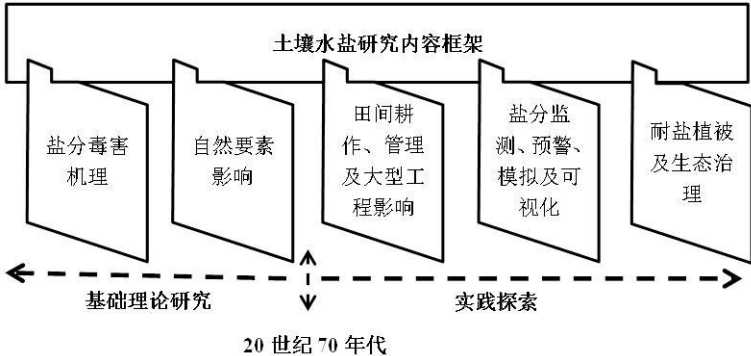 土壤水盐研究内容框架
盐分毒害
机理
自然要素
影响
田间耕
作、管理
及大型工
程影响
盐分监
测、预警、
模拟及可
视化
耐盐植被
及生态治
理
基础理论研究
实践探索
20 世纪 70 年代